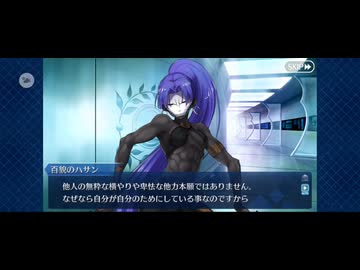 SKIP
百貌のハサン
他人の無粋な横やりや卑怯な他力本願ではありません、
なぜなら自分が自分のためにしている事なのですから